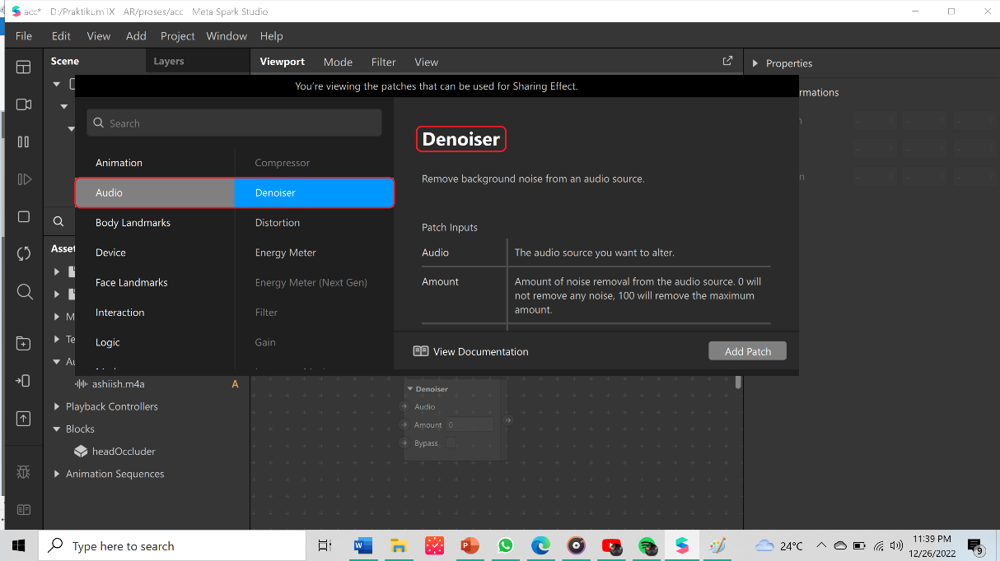 acc* D:/Praktikum IX AR/proses/acc Meta Spark Studio
File Edit View Add Project Window Help
Scene Layers Viewport Mode Filter View Properties
You're viewing the patches that can be used for Sharing Effect.
Search
Animation
Audio
Body Landmarks
Device
Face Landmarks
Interaction
Logic
Compressor
Denoiser
Distortion
Energy Meter
Energy Meter (Next Gen)
Filter
Gain
Denoiser
Remove background noise from an audio source.
Patch Inputs
Audio The audio source you want to alter.
Amount Amount of noise removal from the audio source. 0 will
not remove any noise, 100 will remove the maximum
amount.
View Documentation Add Patch
ashiish.m4a A
Playback Controllers
Blocks
headOccluder
Animation Sequences
Denoiser
Audio
Amount 0
Bypass
Type here to search
24°C
11:39 PM
12/26/2022
9